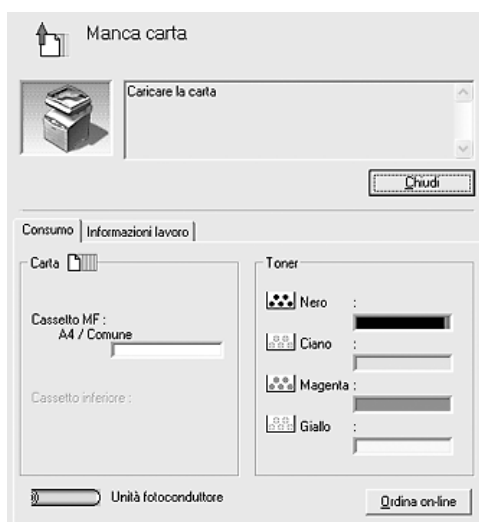 Manca carta
Caricare la carta
Chiudi
Consumo
Informazioni lavoro
Carta
Cassetto MF :
A4 / Comune
Cassetto inferiore :
Toner
Nero :
Ciano :
Magenta :
Giallo :
Unità fotoconduttore
Ordina on-line